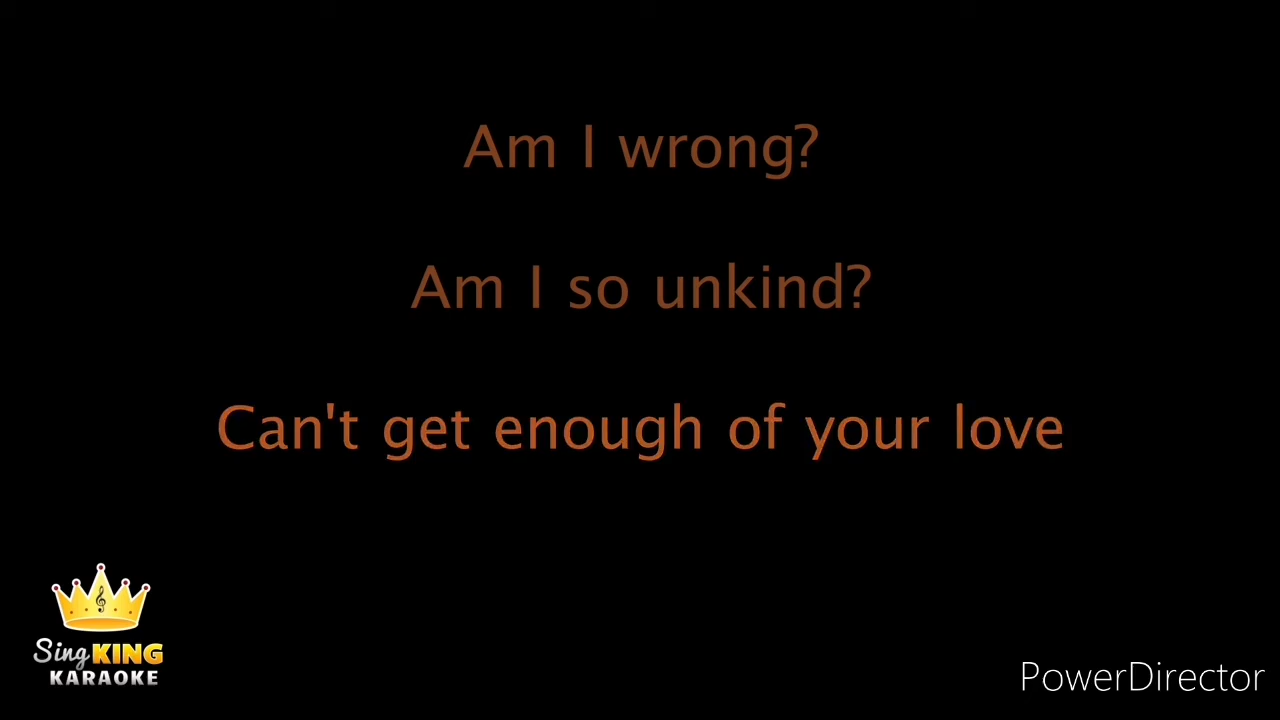 Am I wrong?
Am I so unkind?
Can't get enough of your love
Sing KING
KARAOKE
PowerDirector